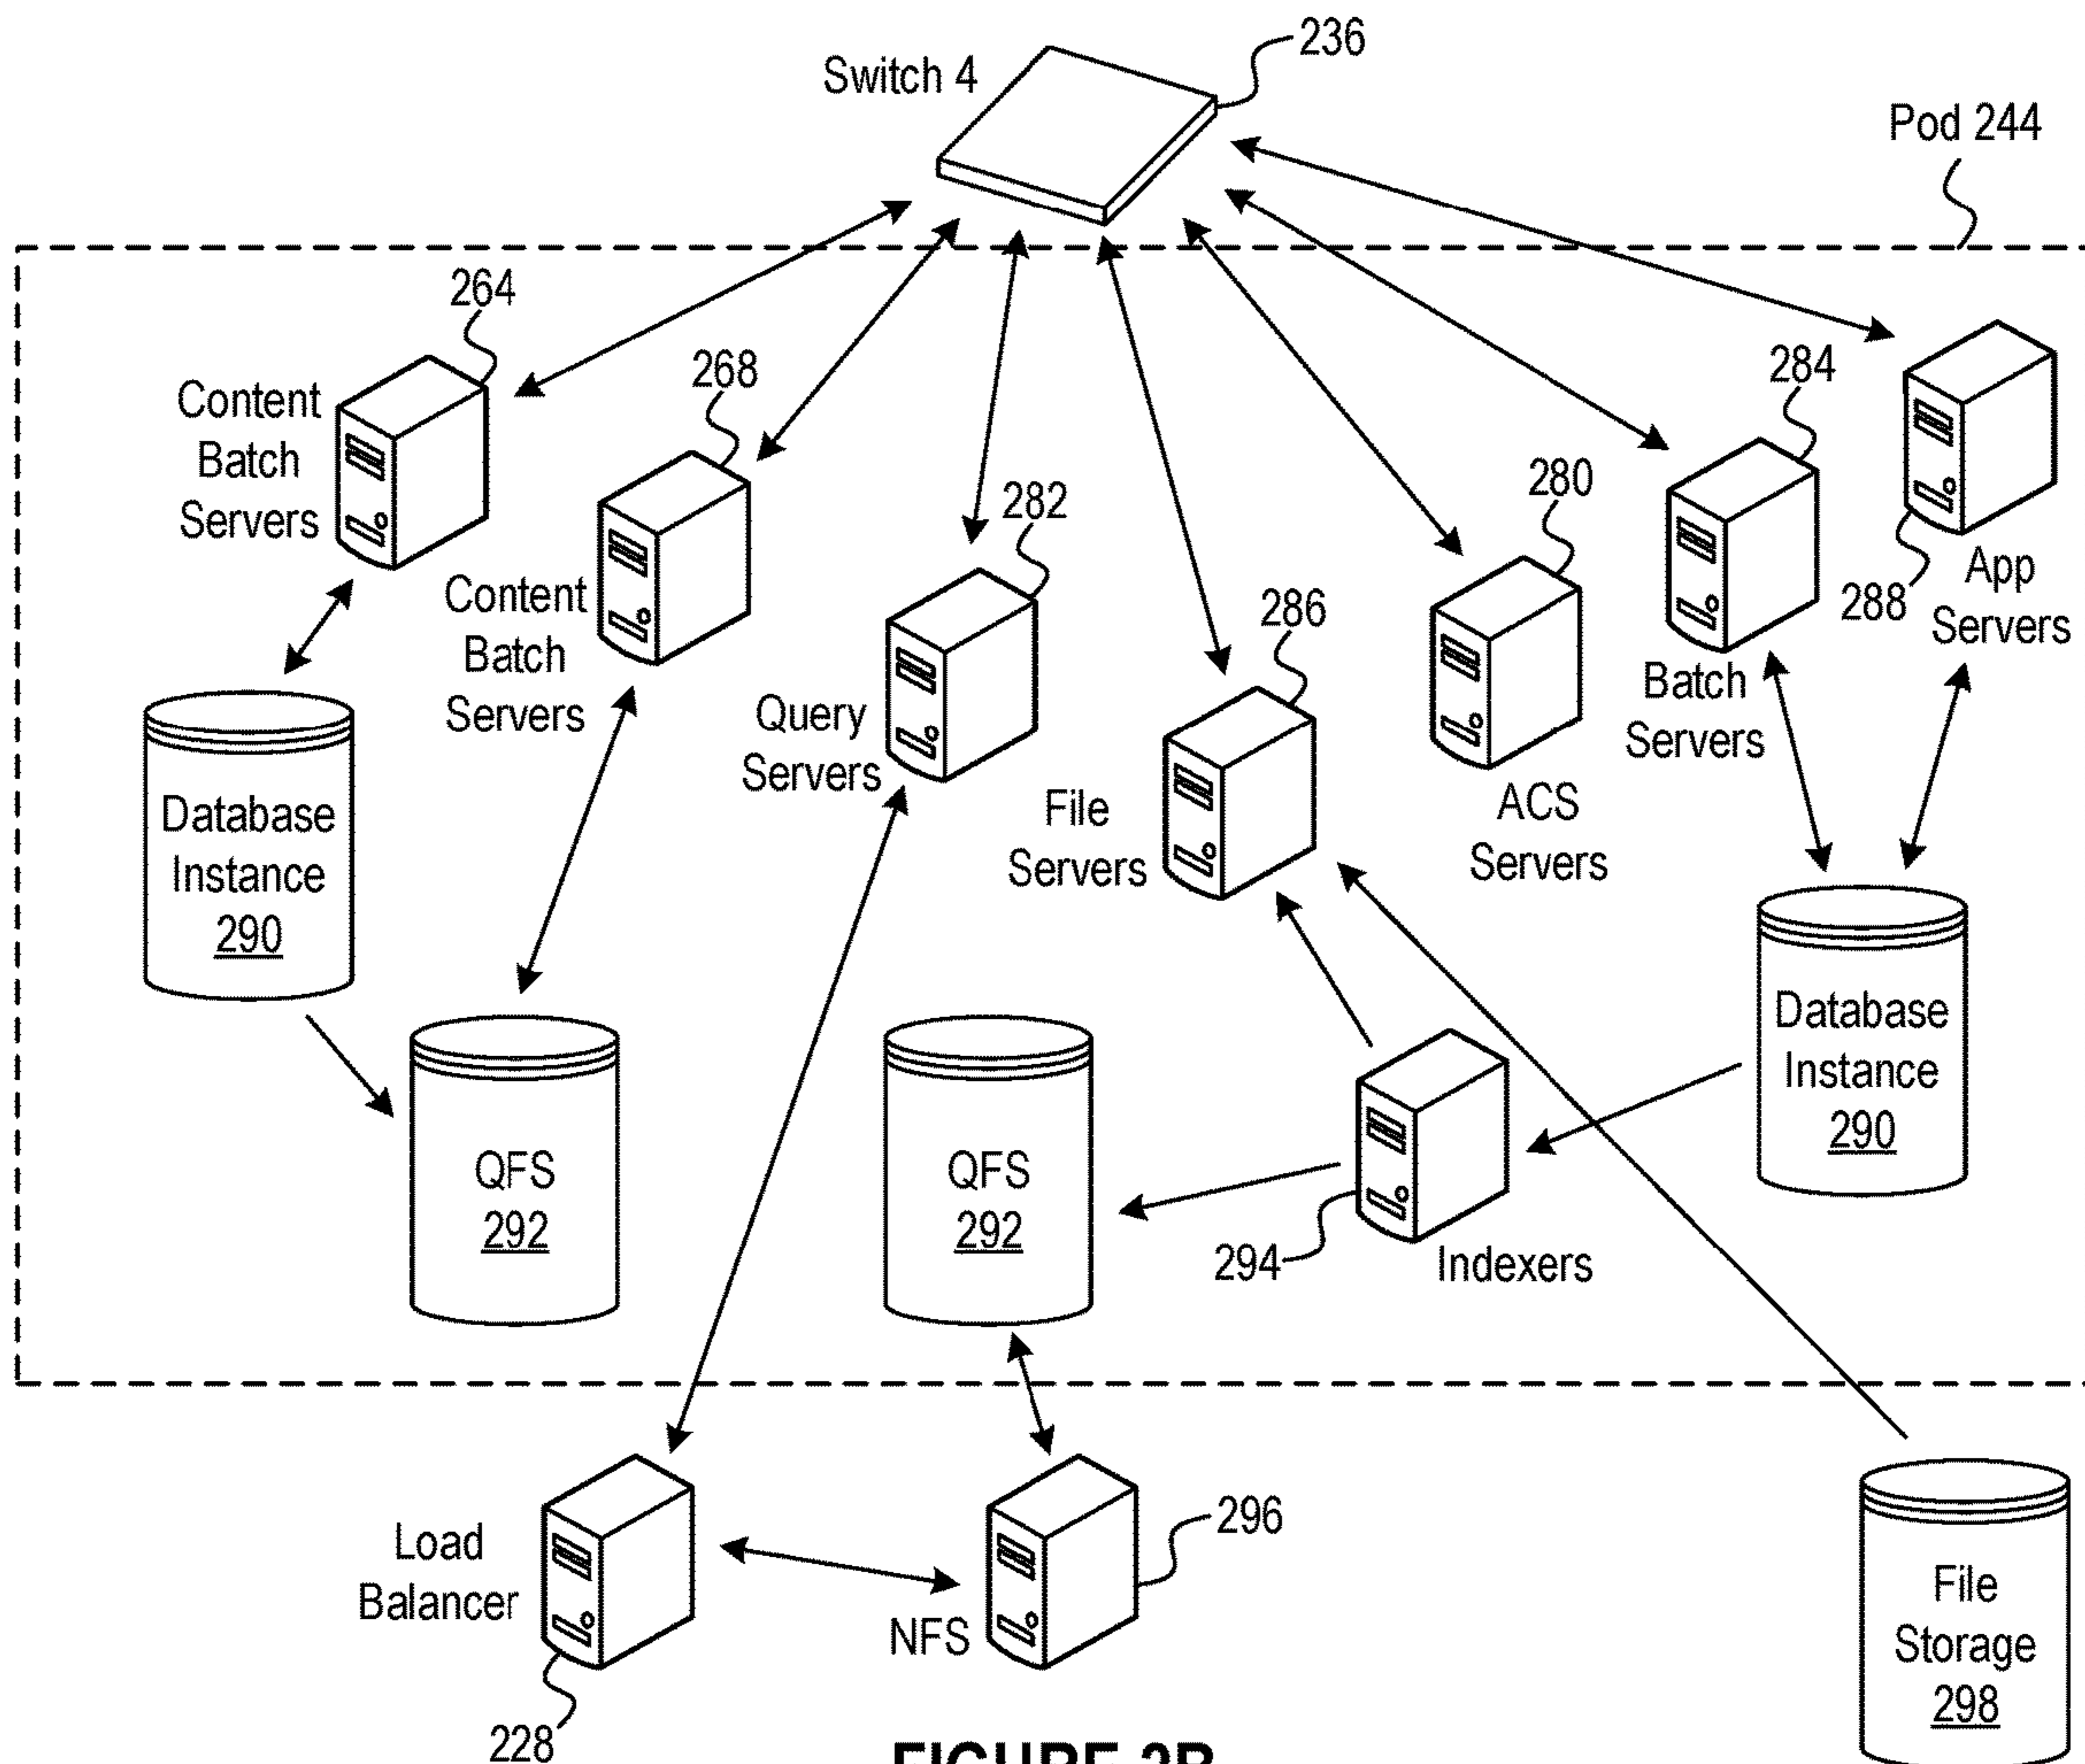 236
Switch 4
Pod 244
264
Content
Batch
Servers
268
Content
Batch
Servers
282
Query
Servers
286
File
Servers
280
ACS
Servers
284
Batch
Servers
288
App
Servers
Database
Instance
290
Database
Instance
290
QFS
292
QFS
292
294
Indexers
Load
Balancer
228
NFS
296
File
Storage
298
FIGURE 2B